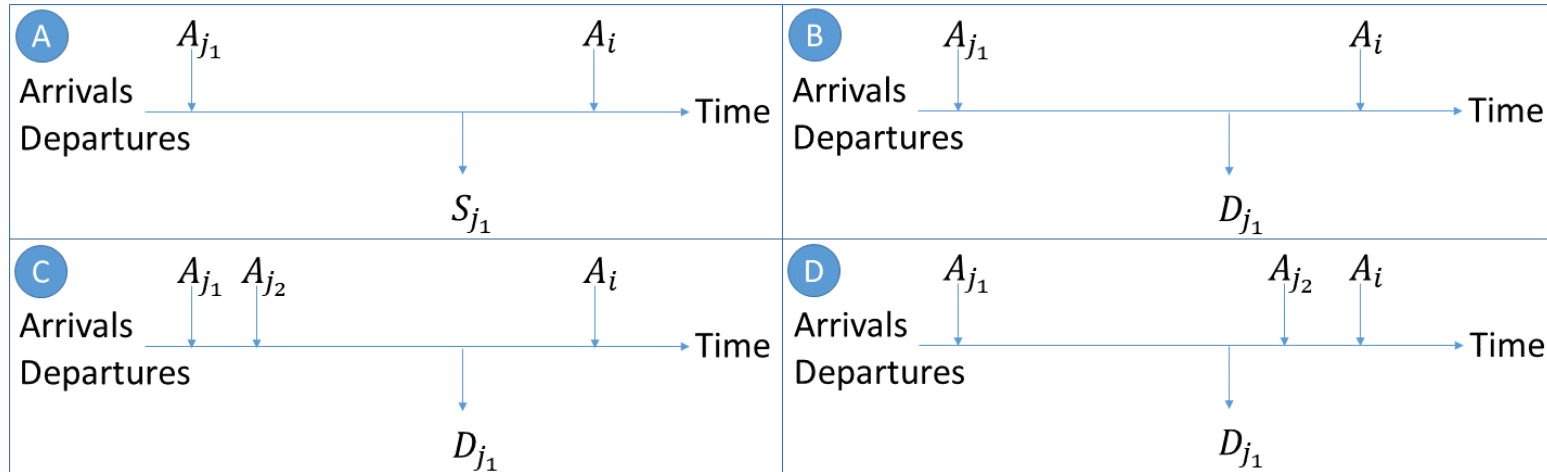 A
A_{j_1} A_i
Arrivals
Time
Departures
S_{j_1}
B
A_{j_1} A_i
Arrivals
Time
Departures
D_{j_1}
C
A_{j_1} A_{j_2} A_i
Arrivals
Time
Departures
D_{j_1}
D
A_{j_1} A_{j_2} A_i
Arrivals
Time
Departures
D_{j_1}